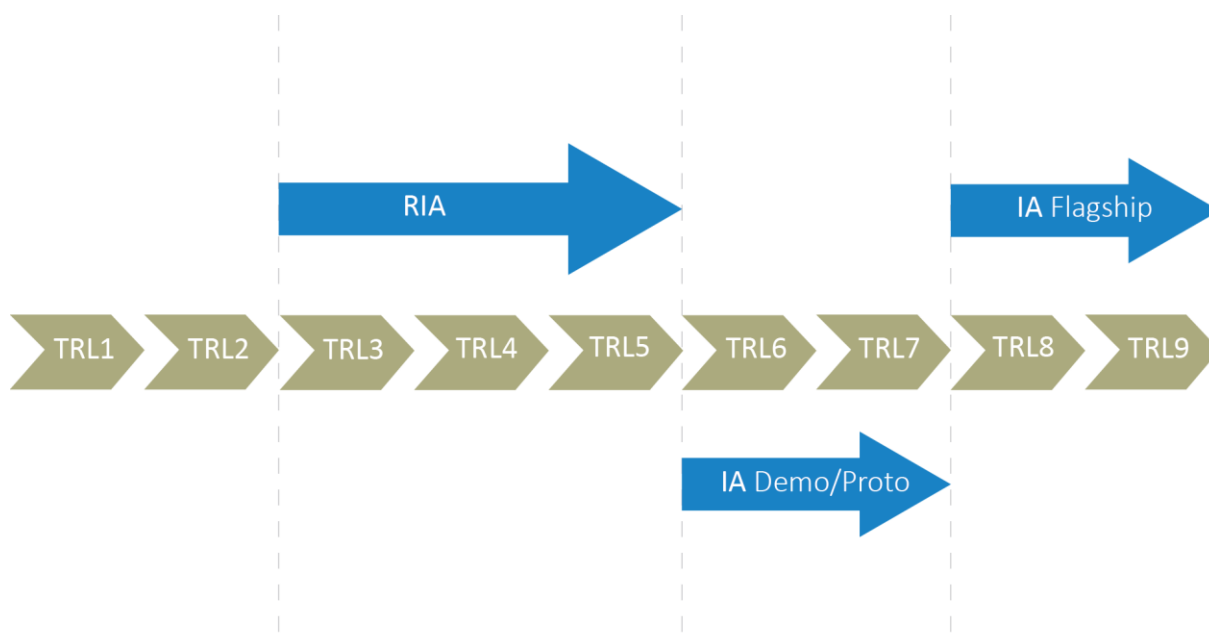 RIA
IA Flagship
TRL1
TRL2
TRL3
TRL4
TRL5
TRL6
TRL7
TRL8
TRL9
IA Demo/Proto